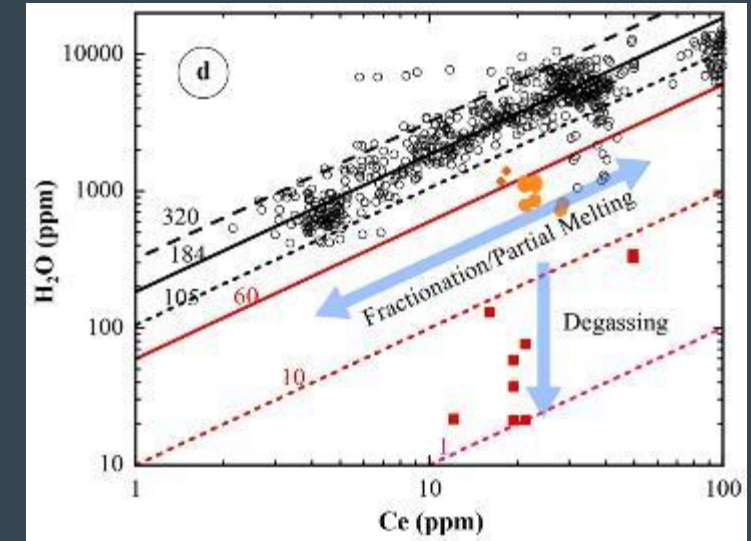 d
10000
1000
100
10
H₂O (ppm)
320
184
105
60
10
1
Fractionation/Partial Melting
Degassing
1
10
100
Ce (ppm)